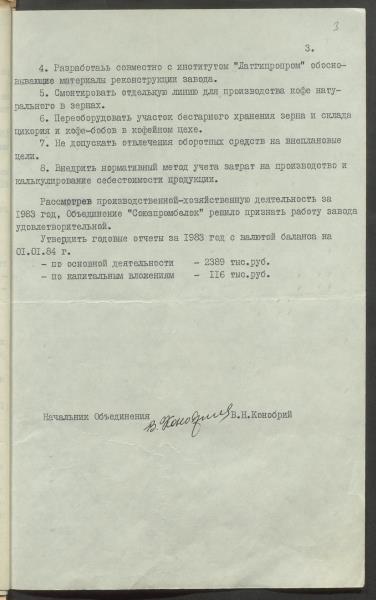 3
3.
4. Разработаь совместно с институтом "Латгипропром" обосно-
вывающие материалы реконструкции завода.
5. Смонтировать отдельную линию для производства кофе нату-
рального в зернах.
6. Переоборудовать участок бестарного хранения зерна и склада
цикория и кофе-бобов в кофейном цехе.
7. Не допускать отвлечения оборотных средств на внеплановые
цели.
8. Внедрить нормативный метод учета затрат на производство и
калькулирование себестоимости продукции.
Рассмотрев производственной-хозяйственную деятельность за
1983 год, Объединение "Союзпромбелок" решило признать работу завода
удовлетворительной.
Утвердить годовые отчеты за 1983 год с валютой баланса на
01.01.84 г.
- по основной деятельности - 2389 тыс.руб.
- по капитальным вложениям - 116 тыс.руб.
Начальник Объединения В.Конобрий В.Н.Конобрий